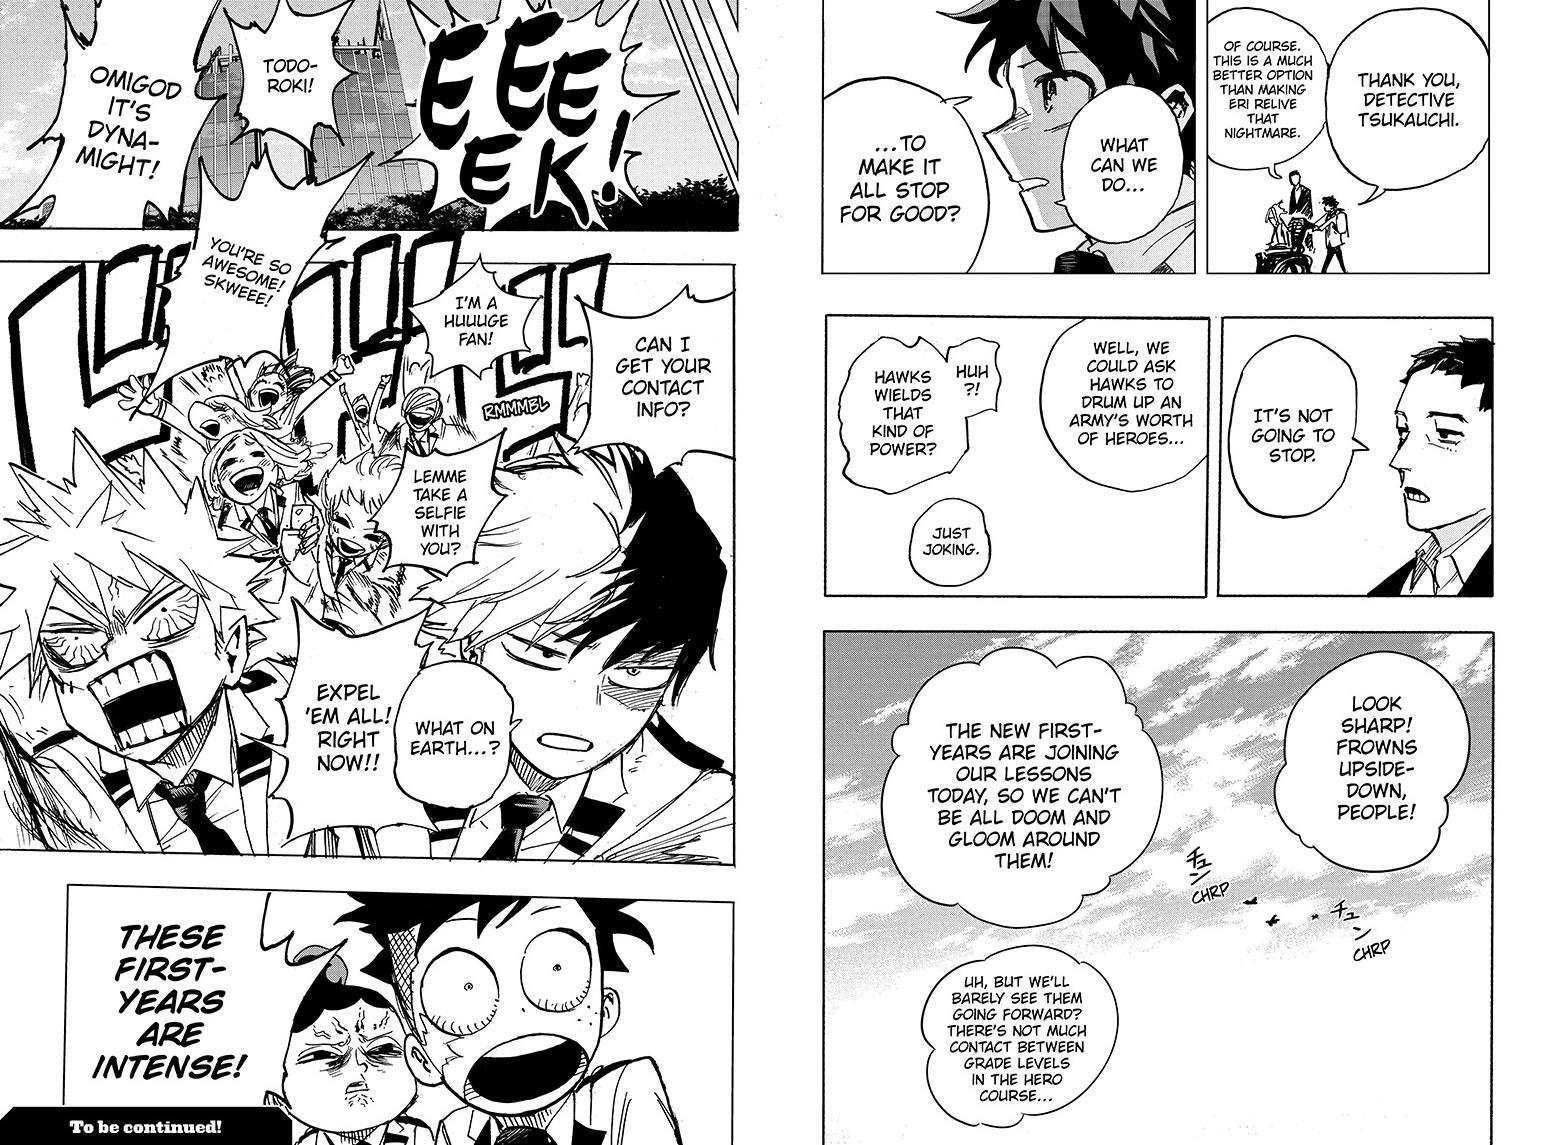 THANK YOU,
DETECTIVE
TSUKAUCHI.
OF COURSE.
THIS IS A MUCH
BETTER OPTION
THAN MAKING
ERI RELIVE
THAT
NIGHTMARE.
WHAT
CAN WE
DO...
...TO
MAKE IT
ALL STOP
FOR GOOD?
IT'S NOT
GOING TO
STOP.
WELL, WE
COULD ASK
HAWKS TO
DRUM UP AN
ARMY'S WORTH
OF HEROES...
HUH
?!
HAWKS
WIELDS
THAT
KIND OF
POWER?
JUST
JOKING.
LOOK
SHARP!
FROWNS
UPSIDE-
DOWN,
PEOPLE!
THE NEW FIRST-
YEARS ARE JOINING
OUR LESSONS
TODAY, SO WE CAN'T
BE ALL DOOM AND
GLOOM AROUND
THEM!
チュン
CHRP
チュン
CHRP
UH, BUT WE'LL
BARELY SEE THEM
GOING FORWARD?
THERE'S NOT MUCH
CONTACT BETWEEN
GRADE LEVELS
IN THE HERO
COURSE...
EEE
EEK!
TODO-
ROKI!
OMIGOD
IT'S
DYNA-
MIGHT!
YOU'RE SO
AWESOME!
SKWEEE!
I'M A
HUUUGE
FAN!
CAN I
GET YOUR
CONTACT
INFO?
RMMMBL
LEMME
TAKE A
SELFIE
WITH
YOU?
EXPEL
'EM ALL!
RIGHT
NOW!!
WHAT ON
EARTH...?
THESE
FIRST-
YEARS
ARE
INTENSE!
To be continued!